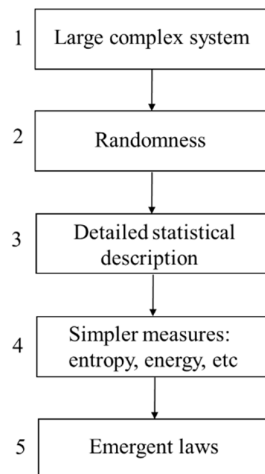 1 Large complex system
2 Randomness
3 Detailed statistical
description
4 Simpler measures:
entropy, energy, etc
5 Emergent laws